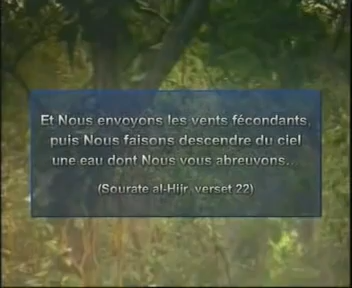 Et Nous envoyons les vents fécondants,
puis Nous faisons descendre du ciel
une eau dont Nous vous abreuvons...
(Sourate al-Hijr, verset 22)